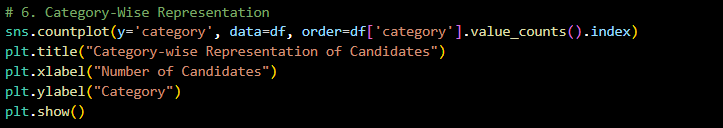 # 6. Category-Wise Representation
sns.countplot(y='category', data=df, order=df['category'].value_counts().index)
plt.title("Category-wise Representation of Candidates")
plt.xlabel("Number of Candidates")
plt.ylabel("Category")
plt.show()